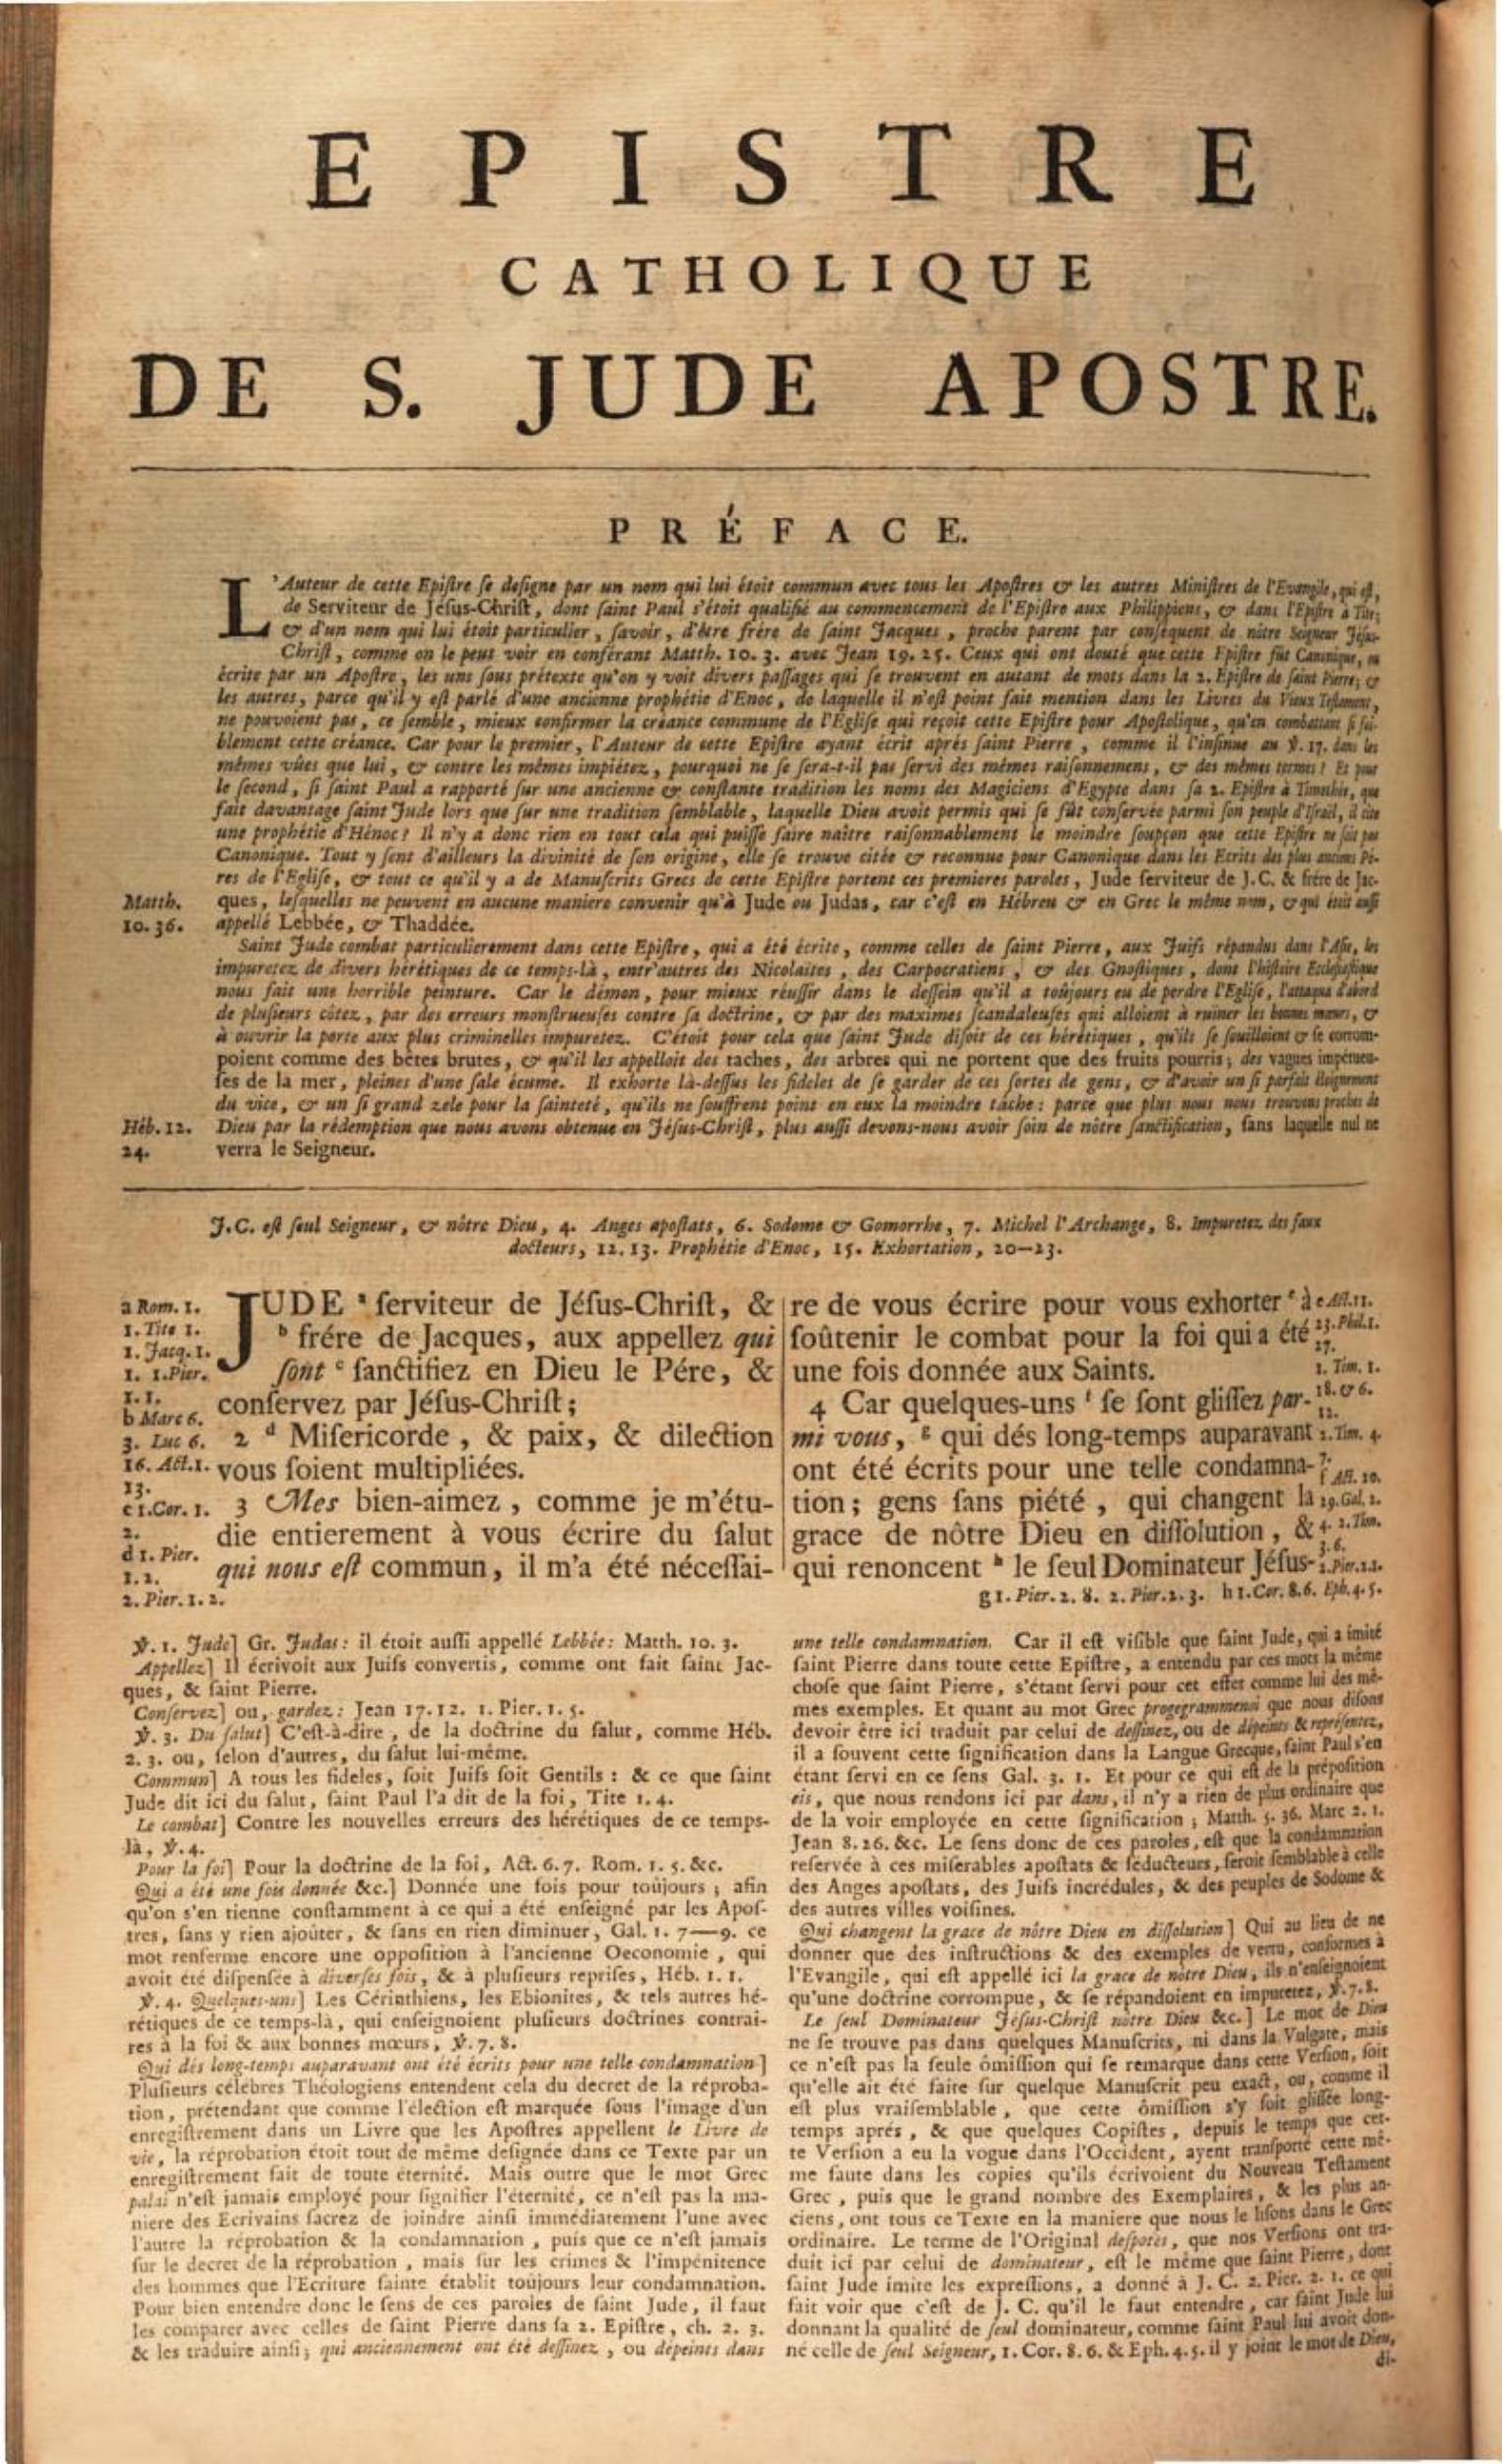 EPISTRE
CATHOLIQUE
DE S. JUDE APOSTRE.
PRÉFACE.
L'Auteur de cette Epiſtre ſe deſigne par un nom qui lui étoit commun avec tous les Apoſtres & les autres Miniſtres de l'Evangile, qui eſt,
de Serviteur de Jéſus-Chriſt, dont ſaint Paul s'étoit qualifié au commencement de l'Epiſtre aux Philippiens, & dans l'Epiſtre à Tite;
& d'un nom qui lui étoit particulier, ſavoir, d'être frére de ſaint Jacques, proche parent par conſequent de nôtre Seigneur Jéſus-
Chriſt, comme on le peut voir en conférant Matth. 10. 3. avec Jean 19. 25. Ceux qui ont douté que cette Epiſtre fût Canonique, ou
écrite par un Apoſtre, les uns ſous prétexte qu'on y voit divers paſſages qui ſe trouvent en autant de mots dans la 2. Epiſtre de ſaint Pierre; &
les autres, parce qu'il y eſt parlé d'une ancienne prophétie d'Enoc, de laquelle il n'eſt point fait mention dans les Livres du Vieux Teſtament,
ne pouvoient pas, ce ſemble, mieux confirmer la créance commune de l'Egliſe qui reçoit cette Epiſtre pour Apoſtolique, qu'en combattant ſi foi-
blement cette créance. Car pour le premier, l'Auteur de cette Epiſtre ayant écrit aprés ſaint Pierre, comme il l'inſinue au ℣. 17. dans les
mêmes vûes que lui, & contre les mêmes impiétez, pourquoi ne ſe ſera-t-il pas ſervi des mêmes raiſonnemens, & des mêmes termes? Et pour
le ſecond, ſi ſaint Paul a rapporté ſur une ancienne & conſtante tradition les noms des Magiciens d'Egypte dans ſa 2. Epiſtre à Timothée, que
fait davantage ſaint Jude lors que ſur une tradition ſemblable, laquelle Dieu avoit permis qui ſe fût conſervée parmi ſon peuple d'Iſraël, il cite
une prophétie d'Hénoc? Il n'y a donc rien en tout cela qui puiſſe faire naître raiſonnablement le moindre ſoupçon que cette Epiſtre ne ſoit pas
Canonique. Tout y ſent d'ailleurs la divinité de ſon origine, elle ſe trouve citée & reconnue pour Canonique dans les Ecrits des plus anciens Pé-
res de l'Egliſe, & tout ce qu'il y a de Manuſcrits Grecs de cette Epiſtre portent ces premieres paroles, Jude ſerviteur de J.C. & frére de Jac-
Matth. 10. 36.
ques, leſquelles ne peuvent en aucune maniere convenir qu'à Jude ou Judas, car c'eſt en Hébreu & en Grec le même nom, & qui étoit auſſi
appellé Lebbée, & Thaddée.
Saint Jude combat particulierement dans cette Epiſtre, qui a été écrite, comme celles de ſaint Pierre, aux Juifs répandus dans l'Aſie, les
impuretez de divers hérétiques de ce temps-là, entr'autres des Nicolaïtes, des Carpocratiens, & des Gnoſtiques, dont l'hiſtoire Eccleſiaſtique
nous fait une horrible peinture. Car le démon, pour mieux réuſſir dans le deſſein qu'il a toûjours eu de perdre l'Egliſe, l'attaqua d'abord
de pluſieurs côtez, par des erreurs monſtrueuſes contre ſa doctrine, & par des maximes ſcandaleuſes qui alloient à ruiner les bonnes mœurs, &
à ouvrir la porte aux plus criminelles impuretez. C'étoit pour cela que ſaint Jude diſoit de ces hérétiques, qu'ils ſe ſouilloient & ſe corrom-
poient comme des bêtes brutes, & qu'il les appelloit des taches, des arbres qui ne portent que des fruits pourris; des vagues impétueu-
ſes de la mer, pleines d'une ſale écume. Il exhorte là-deſſus les fideles de ſe garder de ces ſortes de gens, & d'avoir un ſi parfait éloignement
du vice, & un ſi grand zele pour la ſainteté, qu'ils ne ſouffrent point en eux la moindre tâche: parce que plus nous nous trouvons proches de
Héb. 12. 24.
Dieu par la rédemption que nous avons obtenue en Jéſus-Chriſt, plus auſſi devons-nous avoir ſoin de nôtre ſanctification, ſans laquelle nul ne
verra le Seigneur.
J.C. eſt ſeul Seigneur, & nôtre Dieu, 4. Anges apoſtats, 6. Sodome & Gomorrhe, 7. Michel l'Archange, 8. Impuretez des faux
docteurs, 12. 13. Prophétie d'Enoc, 15. Exhortation, 20—23.
a Rom. 1.
1. Tite 1.
1. Jacq. 1.
1. 1. Pier.
1. 1.
b Marc 6.
3. Luc 6.
16. Act. 1.
13.
c 1. Cor. 1.
2.
d 1. Pier.
1. 2.
2. Pier. 1. 2.
JUDE ᵃ ſerviteur de Jéſus-Chriſt, &
ᵇ frére de Jacques, aux appellez qui
ſont ᶜ ſanctifiez en Dieu le Pére, &
conſervez par Jéſus-Chriſt;
2 ᵈ Miſericorde, & paix, & dilection
vous ſoient multipliées.
3 Mes bien-aimez, comme je m'étu-
die entierement à vous écrire du ſalut
qui nous eſt commun, il m'a été néceſſai-
re de vous écrire pour vous exhorter ᵉ à
ſoûtenir le combat pour la foi qui a été
une fois donnée aux Saints.
4 Car quelques-uns ᶠ ſe ſont gliſſez par-
mi vous, ᵍ qui dés long-temps auparavant
ont été écrits pour une telle condamna-
tion; gens ſans piété, qui changent la
grace de nôtre Dieu en diſſolution, &
qui renoncent ʰ le ſeul Dominateur Jéſus-
e Act. 11.
23. Phil. 1.
27.
1. Tim. 1.
18. & 6.
12.
2. Tim. 4.
7.
f Act. 20.
29. Gal. 2.
4. 2. Tim.
3. 6.
2. Pier. 2. 1.
g 1. Pier. 2. 8. 2. Pier. 2. 3. h 1. Cor. 8. 6. Eph. 4. 5.
℣. 1. Jude] Gr. Judas: il étoit auſſi appellé Lebbée: Matth. 10. 3.
Appellez] Il écrivoit aux Juifs convertis, comme ont fait ſaint Jac-
ques, & ſaint Pierre.
Conſervez] ou, gardez: Jean 17. 12. 1. Pier. 1. 5.
℣. 3. Du ſalut] C'eſt-à-dire, de la doctrine du ſalut, comme Héb.
2. 3. ou, ſelon d'autres, du ſalut lui-même.
Commun] A tous les fideles, ſoit Juifs ſoit Gentils: & ce que ſaint
Jude dit ici du ſalut, ſaint Paul l'a dit de la foi, Tite 1. 4.
Le combat] Contre les nouvelles erreurs des hérétiques de ce temps-
là, ℣. 4.
Pour la foi] Pour la doctrine de la foi, Act. 6. 7. Rom. 1. 5. &c.
Qui a été une fois donnée &c.] Donnée une fois pour toûjours; afin
qu'on s'en tienne conſtamment à ce qui a été enſeigné par les Apoſ-
tres, ſans y rien ajoûter, & ſans en rien diminuer, Gal. 1. 7—9. ce
mot renferme encore une oppoſition à l'ancienne Oeconomie, qui
avoit été diſpenſée à diverſes fois, & à pluſieurs repriſes, Héb. 1. 1.
℣. 4. Quelques-uns] Les Cérinthiens, les Ebionites, & tels autres hé-
rétiques de ce temps-là, qui enſeignoient pluſieurs doctrines contrai-
res à la foi & aux bonnes mœurs, ℣. 7. 8.
Qui dés long-temps auparavant ont été écrits pour une telle condamnation]
Pluſieurs célébres Théologiens entendent cela du decret de la réproba-
tion, prétendant que comme l'élection eſt marquée ſous l'image d'un
enregiſtrement dans un Livre que les Apoſtres appellent le Livre de
vie, la réprobation étoit tout de même deſignée dans ce Texte par un
enregiſtrement fait de toute éternité. Mais outre que le mot Grec
palai n'eſt jamais employé pour ſignifier l'éternité, ce n'eſt pas la ma-
niere des Ecrivains ſacrez de joindre ainſi immédiatement l'une avec
l'autre la réprobation & la condamnation, puis que ce n'eſt jamais
ſur le decret de la réprobation, mais ſur les crimes & l'impénitence
des hommes que l'Ecriture ſainte établit toûjours leur condamnation.
Pour bien entendre donc le ſens de ces paroles de ſaint Jude, il faut
les comparer avec celles de ſaint Pierre dans ſa 2. Epiſtre, ch. 2. 3.
& les traduire ainſi; qui anciennement ont été deſſinez, ou dépeints dans
une telle condamnation. Car il eſt viſible que ſaint Jude, qui a imité
ſaint Pierre dans toute cette Epiſtre, a entendu par ces mots la même
choſe que ſaint Pierre, s'étant ſervi pour cet effet comme lui des mê-
mes exemples. Et quant au mot Grec progegrammenoi que nous diſons
devoir être ici traduit par celui de deſſinez, ou de dépeints & repréſentez,
il a ſouvent cette ſignification dans la Langue Grecque, ſaint Paul s'en
étant ſervi en ce ſens Gal. 3. 1. Et pour ce qui eſt de la prépoſition
eis, que nous rendons ici par dans, il n'y a rien de plus ordinaire que
de la voir employée en cette ſignification; Matth. 5. 36. Marc 2. 1.
Jean 8. 26. &c. Le ſens donc de ces paroles, eſt que la condamnation
reſervée à ces miſerables apoſtats & ſéducteurs, ſeroit ſemblable à celle
des Anges apoſtats, des Juifs incrédules, & des peuples de Sodome &
des autres villes voiſines.
Qui changent la grace de nôtre Dieu en diſſolution] Qui au lieu de ne
donner que des inſtructions & des exemples de vertu, conformes à
l'Evangile, qui eſt appellé ici la grace de nôtre Dieu, ils n'enſeignoient
qu'une doctrine corrompue, & ſe répandoient en impuretez, ℣. 7. 8.
Le ſeul Dominateur Jéſus-Chriſt nôtre Dieu &c.] Le mot de Dieu
ne ſe trouve pas dans quelques Manuſcrits, ni dans la Vulgate, mais
ce n'eſt pas la ſeule ômiſſion qui ſe remarque dans cette Verſion, ſoit
qu'elle ait été faite ſur quelque Manuſcrit peu exact, ou, comme il
eſt plus vraiſemblable, que cette ômiſſion s'y ſoit gliſſée long-
temps aprés, & que quelques Copiſtes, depuis le temps que cet-
te Verſion a eu la vogue dans l'Occident, ayent tranſporté cette mê-
me faute dans les copies qu'ils écrivoient du Nouveau Teſtament
Grec, puis que le grand nombre des Exemplaires, & les plus an-
ciens, ont tous ce Texte en la maniere que nous le liſons dans le Grec
ordinaire. Le terme de l'Original deſpotès, que nos Verſions ont tra-
duit ici par celui de dominateur, eſt le même que ſaint Pierre, dont
ſaint Jude imite les expreſſions, a donné à J. C. 2. Pier. 2. 1. ce qui
fait voir que c'eſt de J. C. qu'il le faut entendre, car ſaint Jude lui
donnant la qualité de ſeul dominateur, comme ſaint Paul lui avoit don-
né celle de ſeul Seigneur, 1. Cor. 8. 6. & Eph. 4. 5. il y joint le mot de Dieu,
di-